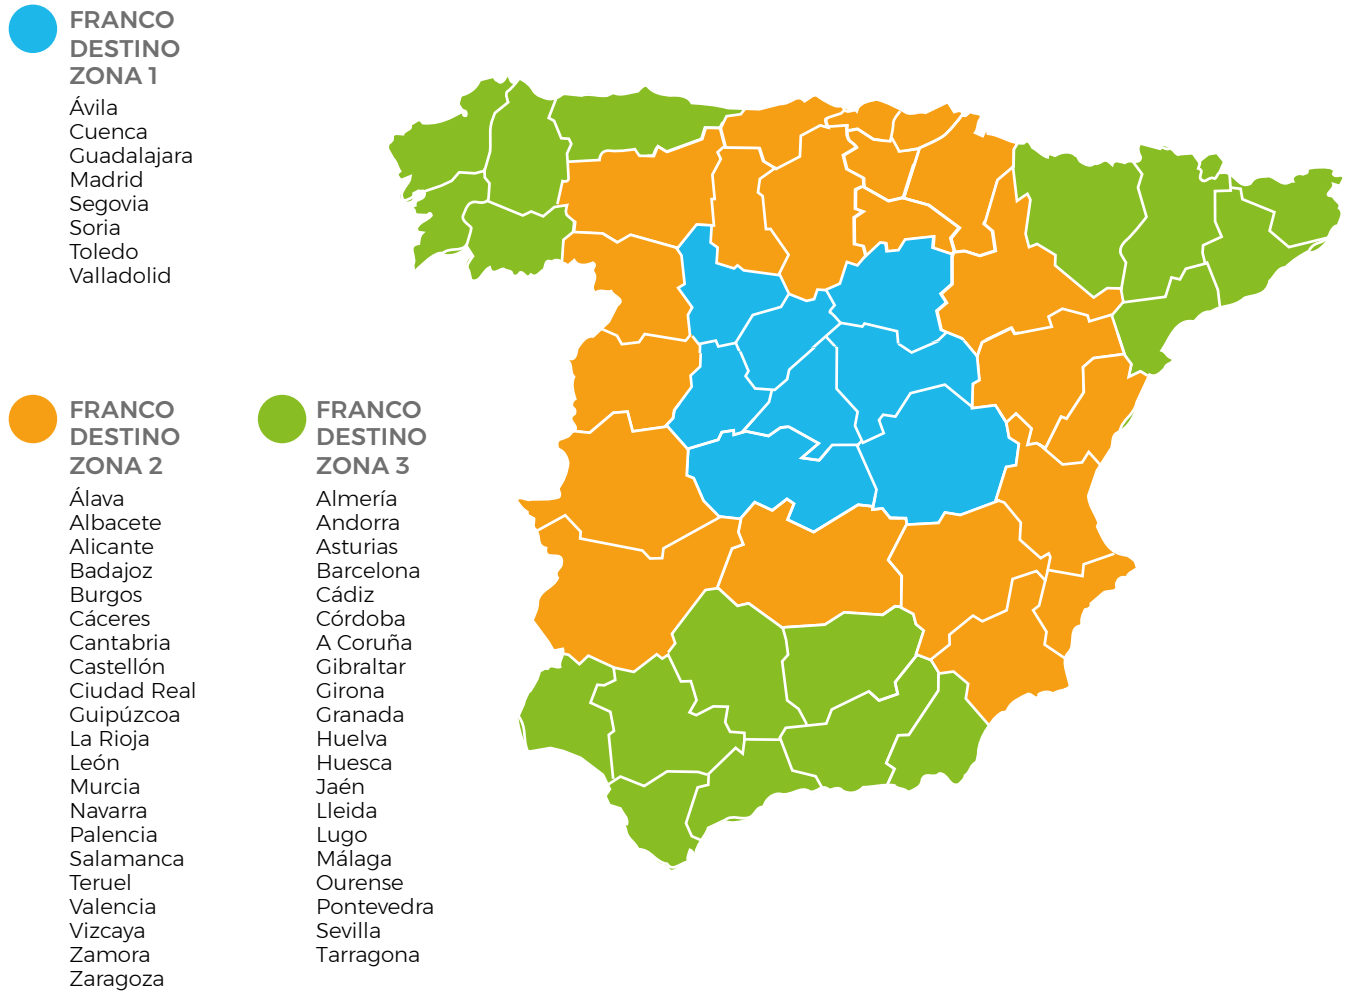 FRANCO
DESTINO
ZONA 1
Ávila
Cuenca
Guadalajara
Madrid
Segovia
Soria
Toledo
Valladolid
FRANCO
DESTINO
ZONA 2
Álava
Albacete
Alicante
Badajoz
Burgos
Cáceres
Cantabria
Castellón
Ciudad Real
Guipúzcoa
La Rioja
León
Murcia
Navarra
Palencia
Salamanca
Teruel
Valencia
Vizcaya
Zamora
Zaragoza
FRANCO
DESTINO
ZONA 3
Almería
Andorra
Asturias
Barcelona
Cádiz
Córdoba
A Coruña
Gibraltar
Girona
Granada
Huelva
Huesca
Jaén
Lleida
Lugo
Málaga
Ourense
Pontevedra
Sevilla
Tarragona